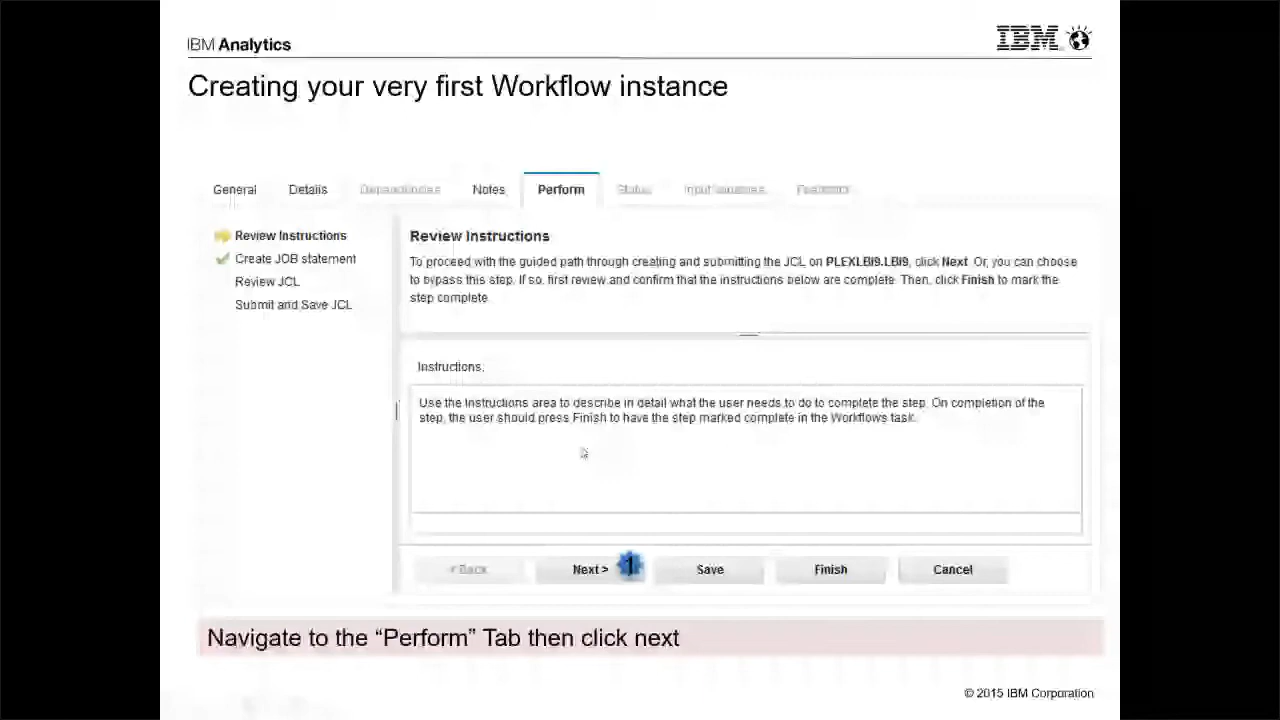 IBM Analytics
IBM
Creating your very first Workflow instance
General Details Dependencies Notes Perform Status Input Variables Feedback
Review Instructions
Create JOB statement
Review JCL
Submit and Save JCL
Review Instructions
To proceed with the guided path through creating and submitting the JCL on PLEXLBI9.LBI9, click Next. Or, you can choose
to bypass this step. If so, first review and confirm that the instructions below are complete. Then, click Finish to mark the
step complete.
Instructions:
Use the Instructions area to describe in detail what the user needs to do to complete the step. On completion of the
step, the user should press Finish to have the step marked complete in the Workflows task.
< Back Next > 1 Save Finish Cancel
Navigate to the “Perform” Tab then click next
© 2015 IBM Corporation